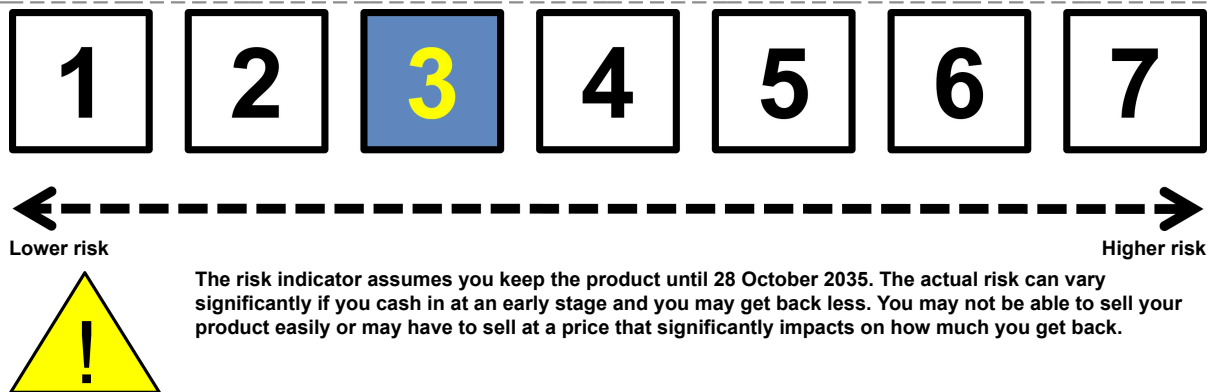 1 2 3 4 5 6 7
Lower risk Higher risk
! The risk indicator assumes you keep the product until 28 October 2035. The actual risk can vary
significantly if you cash in at an early stage and you may get back less. You may not be able to sell your
product easily or may have to sell at a price that significantly impacts on how much you get back.